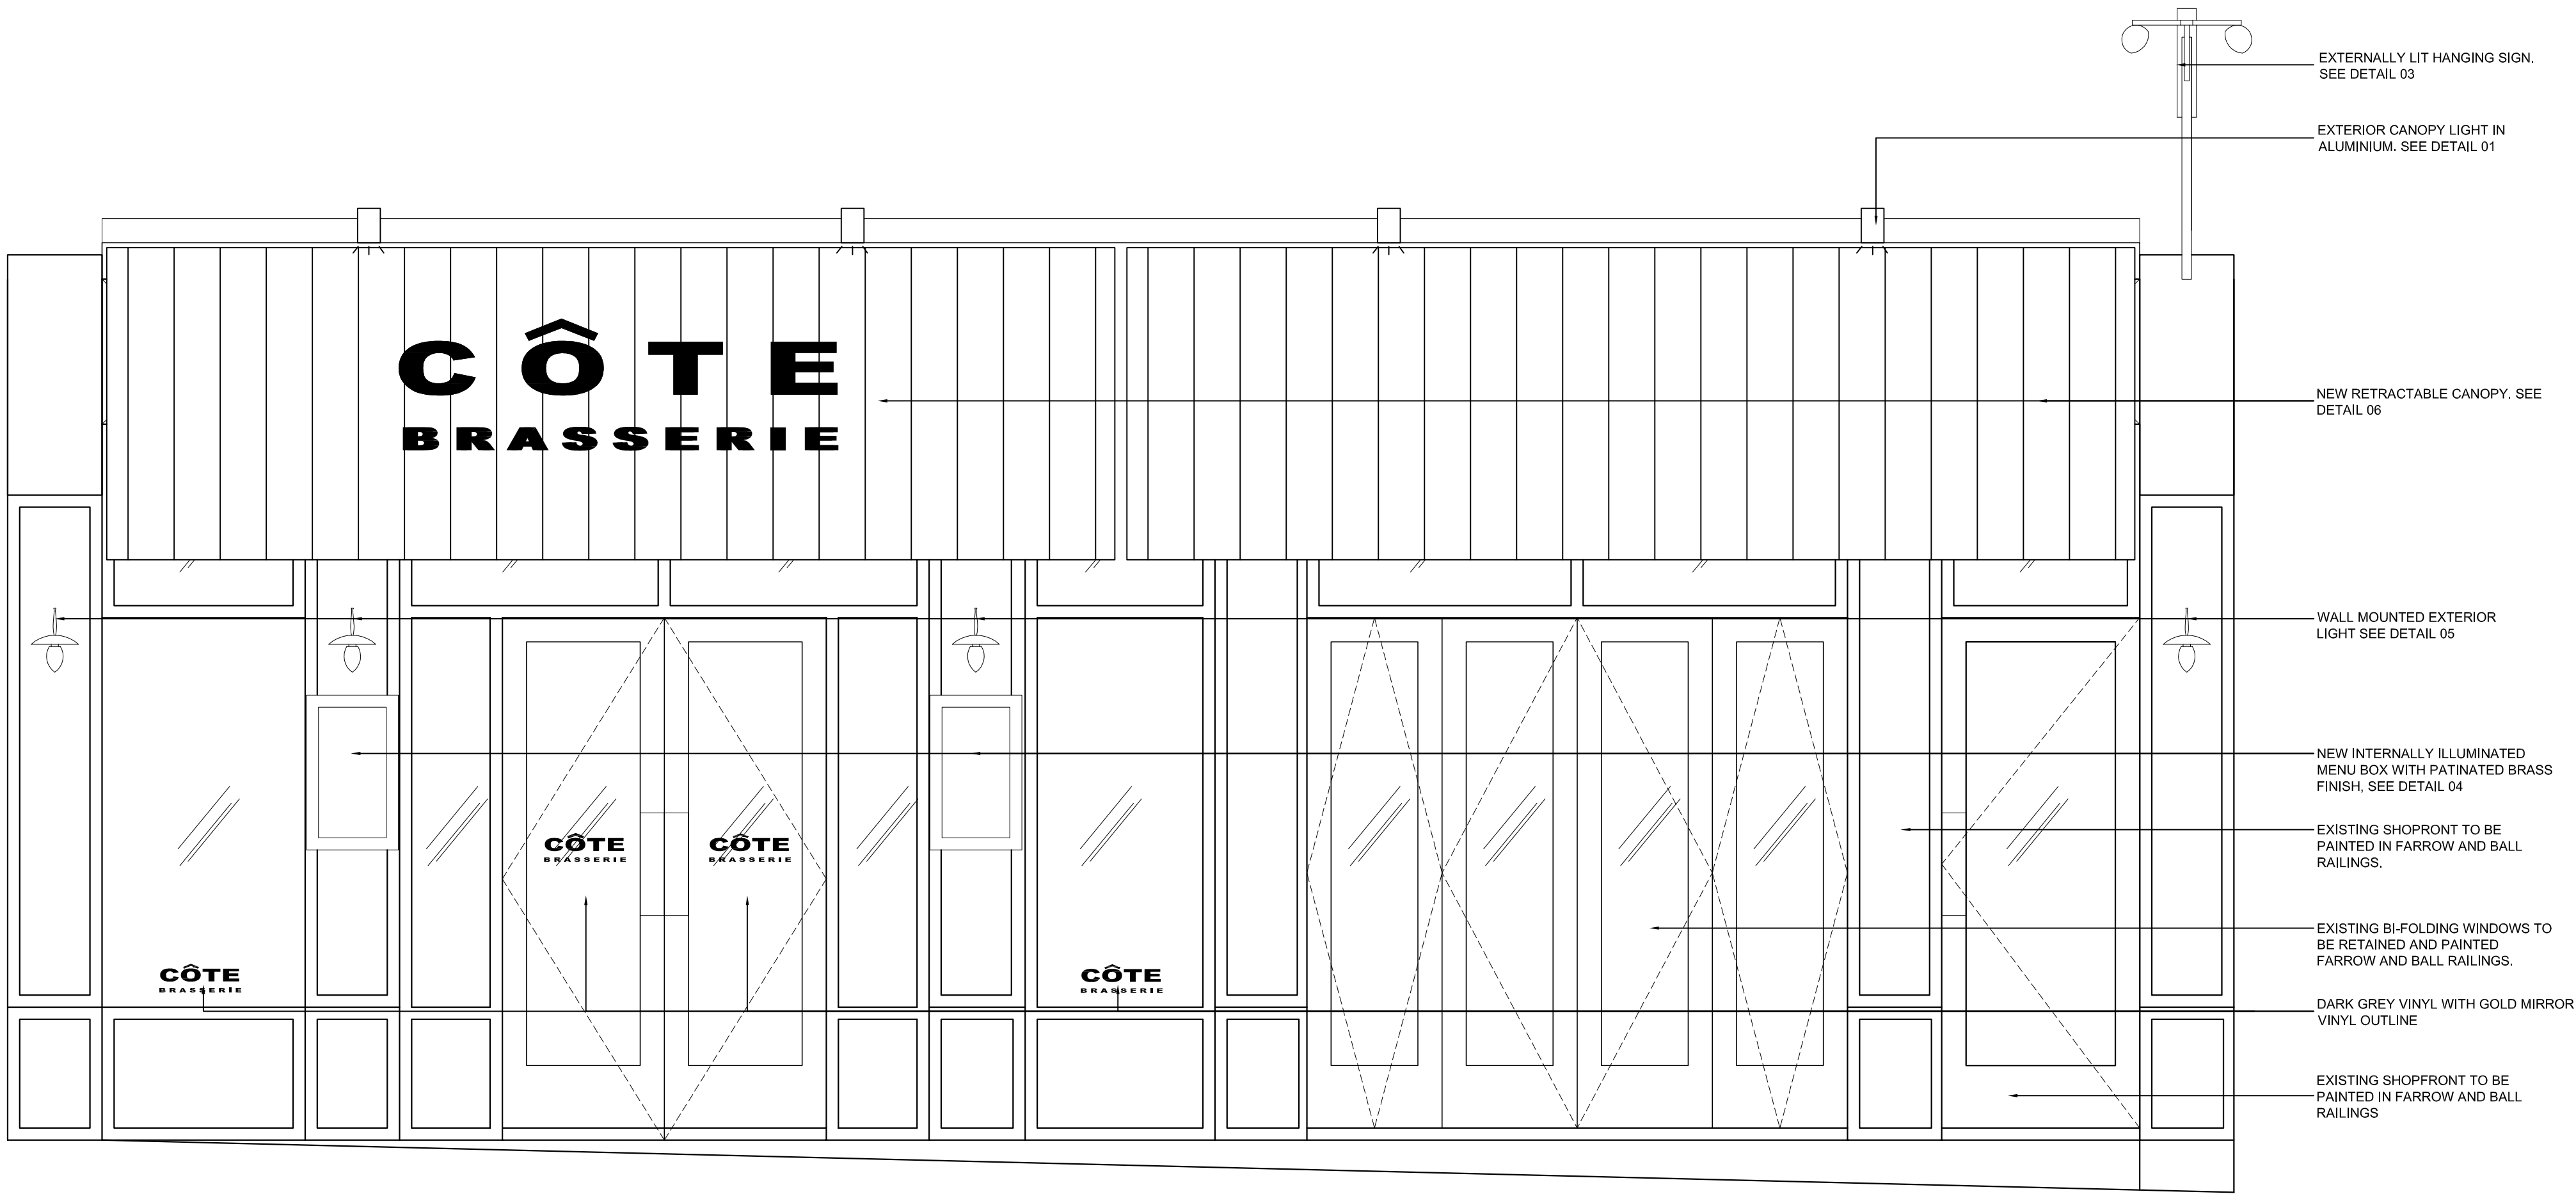 EXTERNALLY LIT HANGING SIGN.
SEE DETAIL 03
EXTERIOR CANOPY LIGHT IN
ALUMINIUM. SEE DETAIL 01
CÔTE
BRASSERIE
NEW RETRACTABLE CANOPY. SEE
DETAIL 06
WALL MOUNTED EXTERIOR
LIGHT SEE DETAIL 05
NEW INTERNALLY ILLUMINATED
MENU BOX WITH PATINATED BRASS
FINISH, SEE DETAIL 04
EXISTING SHOPRONT TO BE
PAINTED IN FARROW AND BALL
RAILINGS.
CÔTE
BRASSERIE
CÔTE
BRASSERIE
EXISTING BI-FOLDING WINDOWS TO
BE RETAINED AND PAINTED
FARROW AND BALL RAILINGS.
CÔTE
BRASSERIE
CÔTE
BRASSERIE
DARK GREY VINYL WITH GOLD MIRROR
VINYL OUTLINE
EXISTING SHOPFRONT TO BE
PAINTED IN FARROW AND BALL
RAILINGS